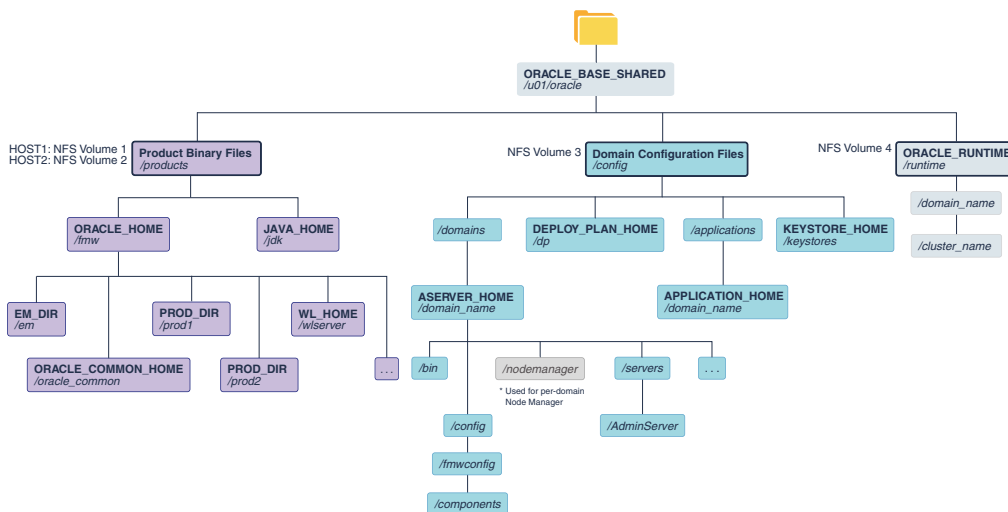 ORACLE_BASE_SHARED
/u01/oracle
HOST1: NFS Volume 1
HOST2: NFS Volume 2
Product Binary Files
/products
NFS Volume 3
Domain Configuration Files
/config
NFS Volume 4
ORACLE_RUNTIME
/runtime
ORACLE_HOME
/fmw
JAVA_HOME
/jdk
/domains
DEPLOY_PLAN_HOME
/dp
/applications
KEYSTORE_HOME
/keystores
/domain_name
/cluster_name
EM_DIR
/em
PROD_DIR
/prod1
WL_HOME
/wlserver
ASERVER_HOME
/domain_name
APPLICATION_HOME
/domain_name
ORACLE_COMMON_HOME
/oracle_common
PROD_DIR
/prod2
...
/bin
/nodemanager
* Used for per-domain
Node Manager
/servers
...
/config
/AdminServer
/fmwconfig
/components